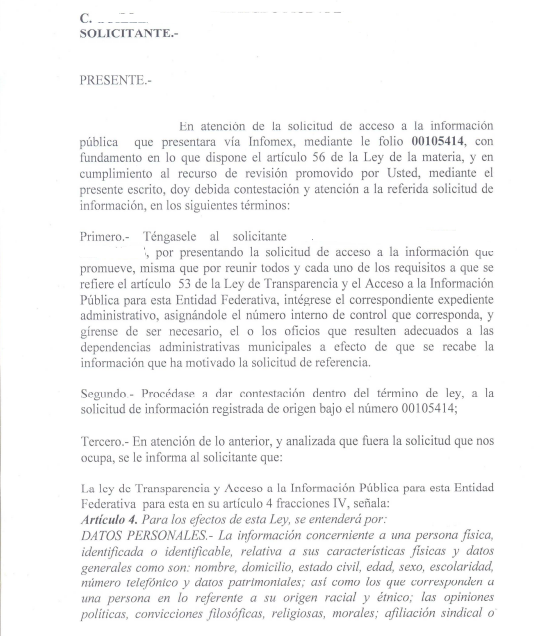 C.
SOLICITANTE.-
PRESENTE.-
En atención de la solicitud de acceso a la información
pública que presentara vía Infomex, mediante le folio 00105414, con
fundamento en lo que dispone el artículo 56 de la Ley de la materia, y en
cumplimiento al recurso de revisión promovido por Usted, mediante el
presente escrito, doy debida contestación y atención a la referida solicitud de
información, en los siguientes términos:
Primero.- Téngasele al solicitante
, por presentando la solicitud de acceso a la información que
promueve, misma que por reunir todos y cada uno de los requisitos a que se
refiere el artículo 53 de la Ley de Transparencia y el Acceso a la Información
Pública para esta Entidad Federativa, intégrese el correspondiente expediente
administrativo, asignándole el número interno de control que corresponda, y
gírense de ser necesario, el o los oficios que resulten adecuados a las
dependencias administrativas municipales a efecto de que se recabe la
información que ha motivado la solicitud de referencia.
Segundo.- Procédase a dar contestación dentro del término de ley, a la
solicitud de información registrada de origen bajo el número 00105414;
Tercero.- En atención de lo anterior, y analizada que fuera la solicitud que nos
ocupa, se le informa al solicitante que:
La ley de Transparencia y Acceso a la Información Pública para esta Entidad
Federativa para esta en su artículo 4 fracciones IV, señala:
Artículo 4. Para los efectos de esta Ley, se entenderá por:
DATOS PERSONALES.- La información concerniente a una persona física,
identificada o identificable, relativa a sus características físicas y datos
generales como son: nombre, domicilio, estado civil, edad, sexo, escolaridad,
número telefónico y datos patrimoniales; así como los que corresponden a
una persona en lo referente a su origen racial y étnico; las opiniones
políticas, convicciones filosóficas, religiosas, morales; afiliación sindical o